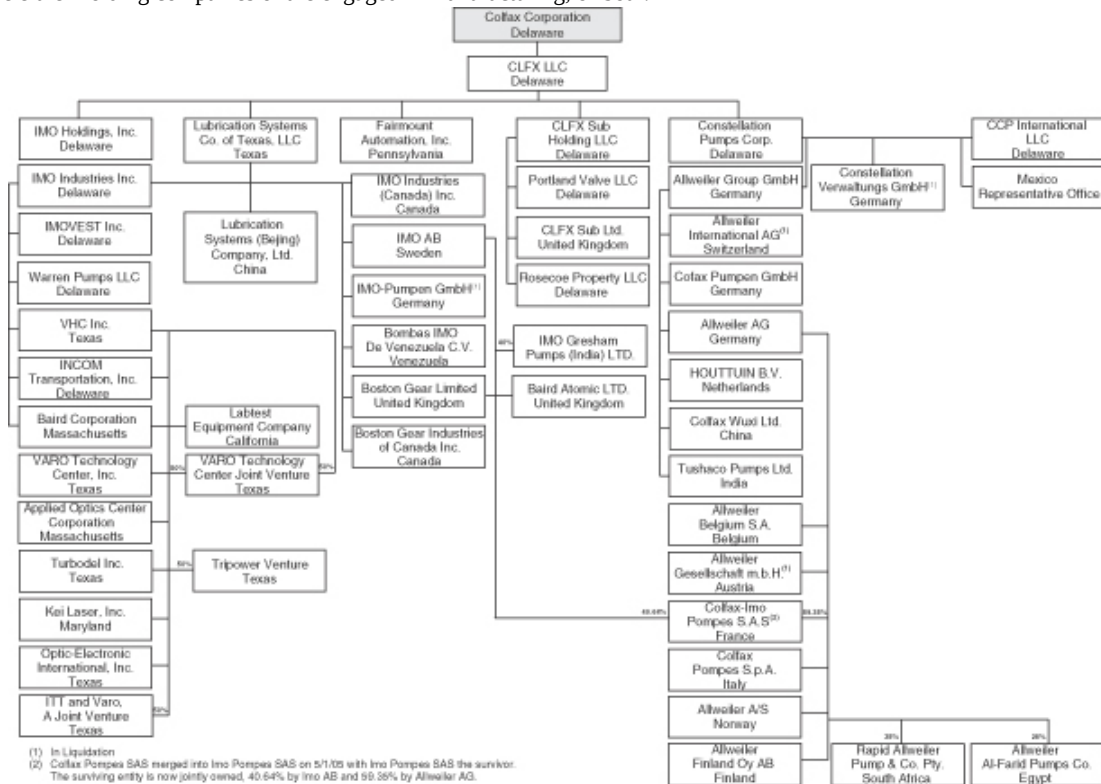 Colfax Corporation
Delaware
CLFX LLC
Delaware
IMO Holdings, Inc.
Delaware
Lubrication Systems
Co. of Texas, LLC
Texas
Fairmount
Automation, Inc.
Pennsylvania
CLFX Sub
Holding LLC
Delaware
Constellation
Pumps Corp.
Delaware
CCP International
LLC
Delaware
IMO Industries Inc.
Delaware
IMO Industries
(Canada) Inc.
Canada
Portland Valve LLC
Delaware
Allweiler Group GmbH
Germany
Constellation
Verwaltungs GmbH(1)
Germany
Mexico
Representative Office
IMOVEST Inc.
Delaware
Lubrication
Systems (Beijing)
Company, Ltd.
China
IMO AB
Sweden
CLFX Sub Ltd.
United Kingdom
Allweiler
International AG(1)
Switzerland
Warren Pumps LLC
Delaware
IMO-Pumpen GmbH(1)
Germany
Rosecoe Property LLC
Delaware
Cofax Pumpen GmbH
Germany
VHC Inc.
Texas
Bombas IMO
De Venezuela C.V.
Venezuela
IMO Gresham
Pumps (India) LTD.
Allweiler AG
Germany
INCOM
Transportation, Inc.
Delaware
Boston Gear Limited
United Kingdom
Baird Atomic LTD.
United Kingdom
HOUTTUIN B.V.
Netherlands
Baird Corporation
Massachusetts
Labtest
Equipment Company
California
Boston Gear Industries
of Canada Inc.
Canada
Colfax Wuxi Ltd.
China
VARO Technology
Center, Inc.
Texas
50%
VARO Technology
Center Joint Venture
Texas
50%
Tushaco Pumps Ltd.
India
Applied Optics Center
Corporation
Massachusetts
Allweiler
Belgium S.A.
Belgium
Turbodel Inc.
Texas
50%
Tripower Venture
Texas
Allweiler
Gesellschaft m.b.H.(1)
Austria
Kei Laser, Inc.
Maryland
40.64%
Colfax-Imo
Pompes S.A.S(2)
France
59.36%
Optic-Electronic
International, Inc.
Texas
Colfax
Pompes S.p.A.
Italy
ITT and Varo,
A Joint Venture
Texas
50%
Allweiler A/S
Norway
Allweiler
Finland Oy AB
Finland
Rapid Allweiler
Pump & Co. Pty.
South Africa
Allweiler
Al-Farid Pumps Co.
Egypt
(1) In Liquidation
(2) Colfax Pompes SAS merged into Imo Pompes SAS on 5/1/05 with Imo Pompes SAS the survivor.
The surviving entity is now jointly owned, 40.64% by Imo AB and 59.36% by Allweiler AG.